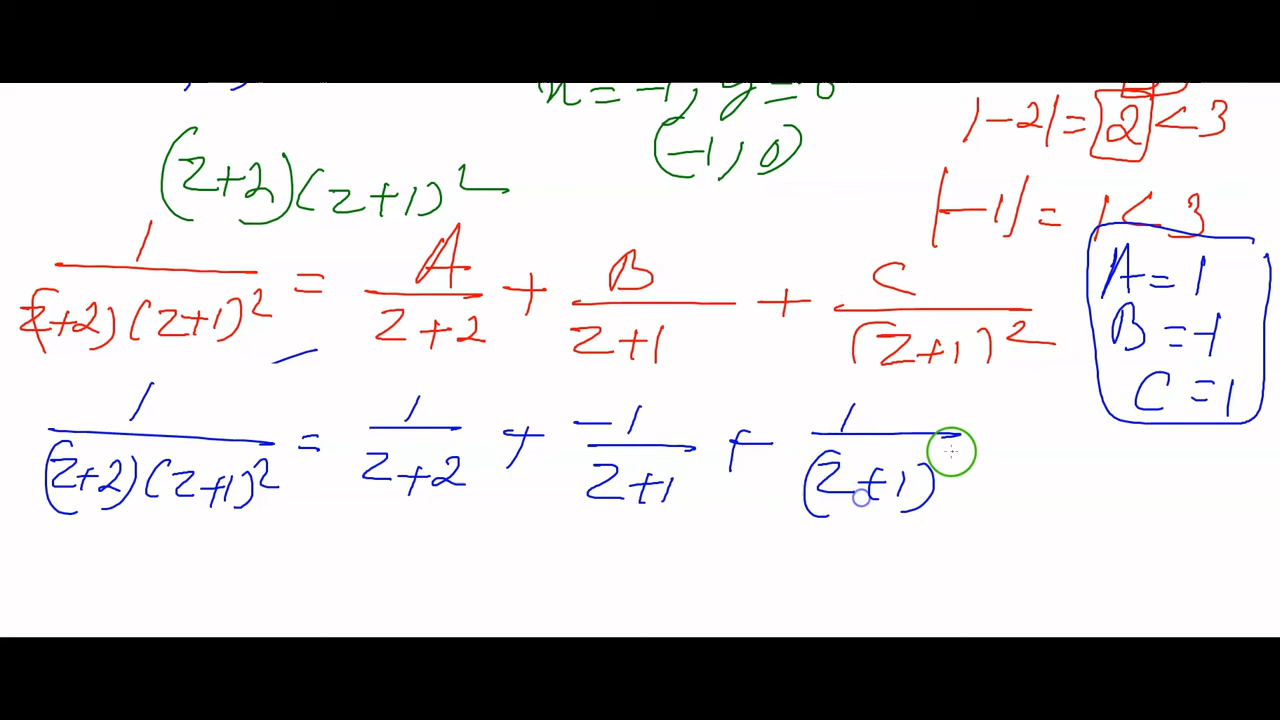 x = -1, y = 0
(-1, 0)
|-2| = 2 < 3
(z+2)(z+1)²
|-1| = 1 < 3
1/((z+2)(z+1)²) = A/(z+2) + B/(z+1) + C/(z+1)²
A = 1
B = -1
C = 1
1/((z+2)(z+1)²) = 1/(z+2) + -1/(z+1) + 1/(z+1)